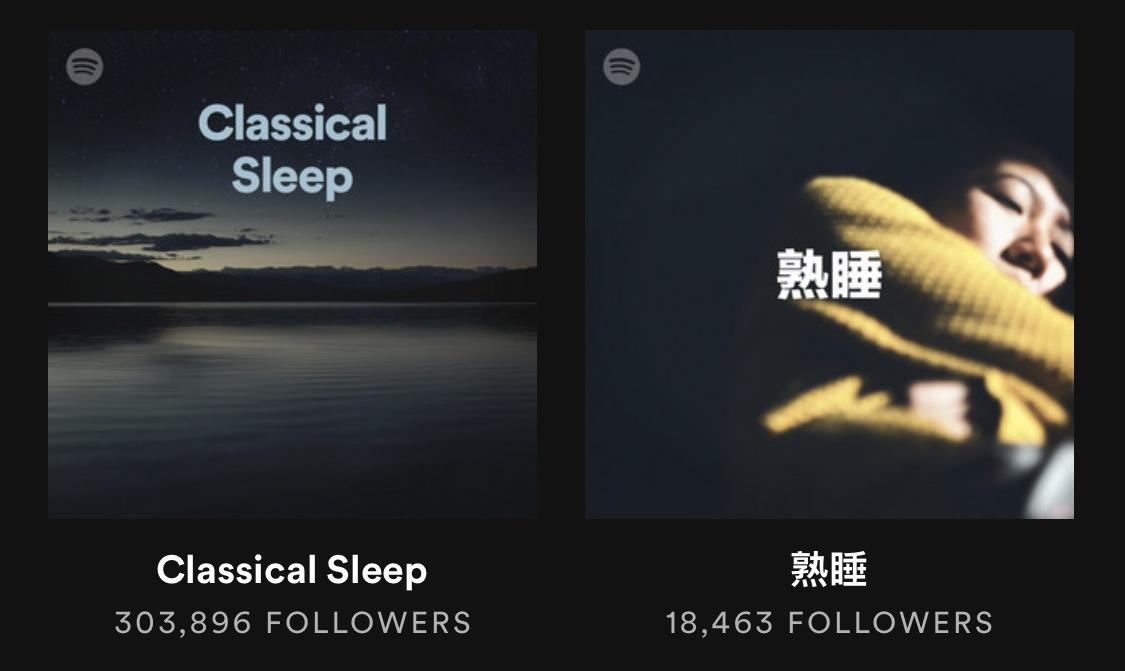 Classical
Sleep
熟睡
Classical Sleep
303,896 FOLLOWERS
熟睡
18,463 FOLLOWERS